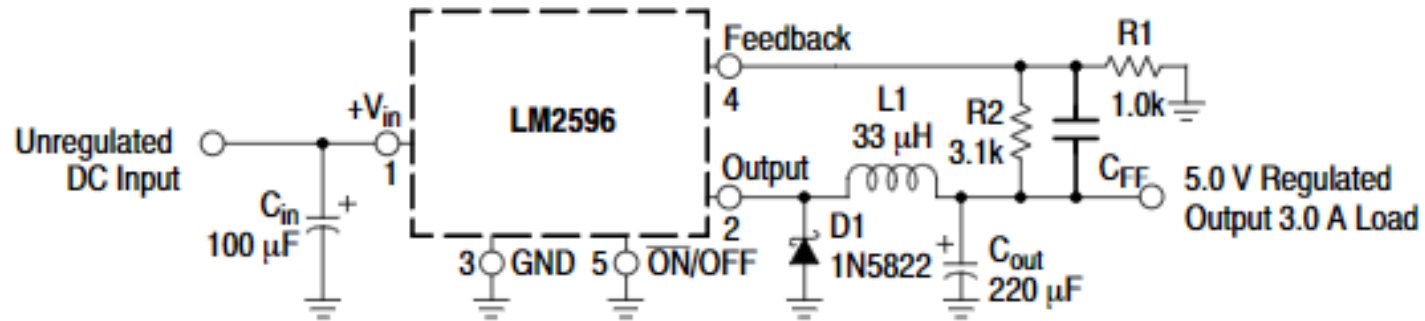 Unregulated
DC Input
+Vin
1
Cin
+
100 µF
LM2596
3
GND
5
O̅N̅/OFF
Feedback
4
Output
2
D1
1N5822
L1
33 µH
+
Cout
220 µF
R2
3.1k
CFF
R1
1.0k
5.0 V Regulated
Output 3.0 A Load